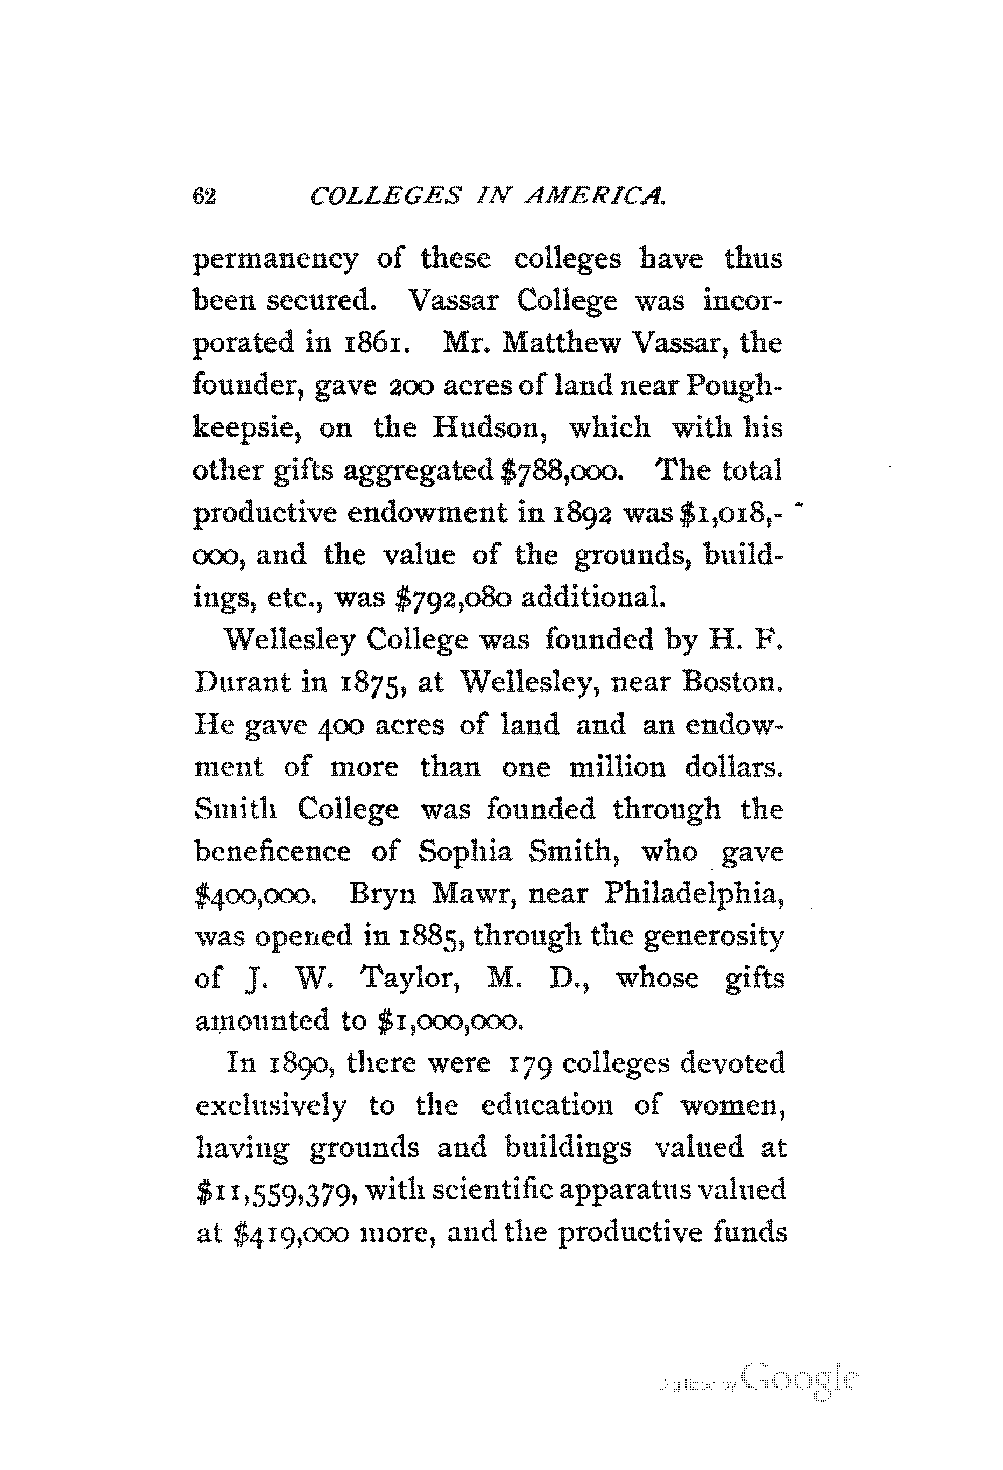 62 COLLEGES IN AMERICA.
permanency of these colleges have thus
been secured. Vassar College was incor-
porated in 1861. Mr. Matthew Vassar, the
founder, gave 200 acres of land near Pough-
keepsie, on the Hudson, which with his
other gifts aggregated $788,000. The total
productive endowment in 1892 was $1,018,-
000, and the value of the grounds, build-
ings, etc., was $792,080 additional.
Wellesley College was founded by H. F.
Durant in 1875, at Wellesley, near Boston.
He gave 400 acres of land and an endow-
ment of more than one million dollars.
Smith College was founded through the
beneficence of Sophia Smith, who gave
$400,000. Bryn Mawr, near Philadelphia,
was opened in 1885, through the generosity
of J. W. Taylor, M. D., whose gifts
amounted to $1,000,000.
In 1890, there were 179 colleges devoted
exclusively to the education of women,
having grounds and buildings valued at
$11,559,379, with scientific apparatus valued
at $419,000 more, and the productive funds
Digitized by Google